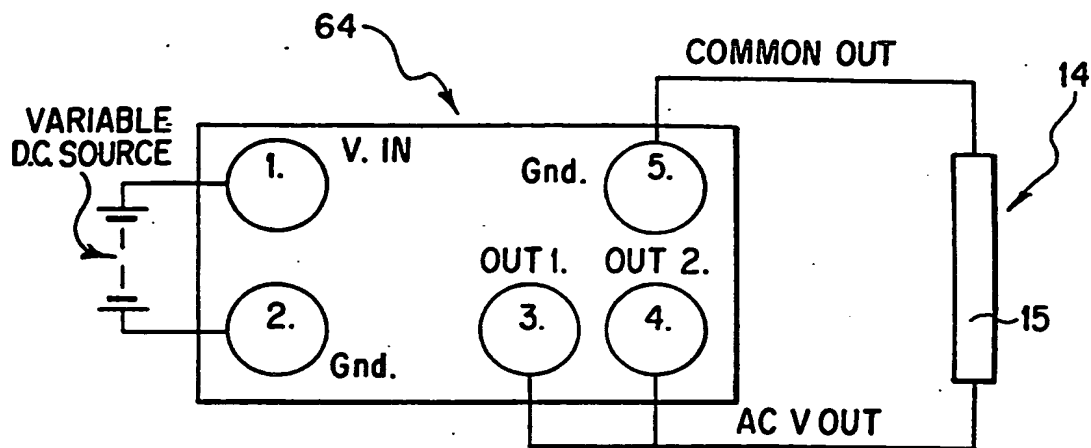 64
COMMON OUT
14
VARIABLE
D.C. SOURCE
1.
V. IN
Gnd.
5.
OUT 1.
OUT 2.
2.
Gnd.
3.
4.
15
AC V OUT